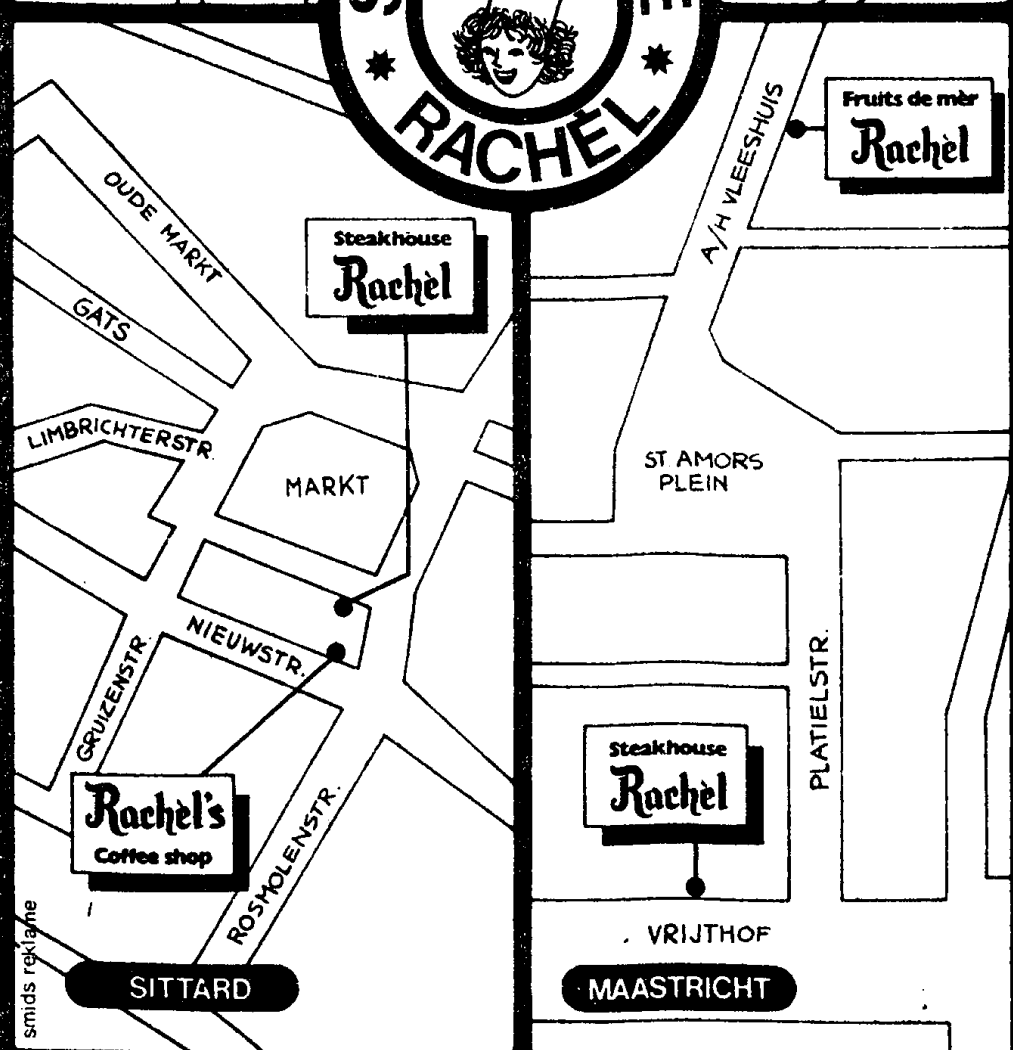 RACHÈL
OUDE MARKT
GATS
LIMBRICHTERSTR.
MARKT
NIEUWSTR.
GRUIZENSTR.
ROSMOLENSTR.
Steakhouse
Rachèl
Rachèl's
Coffee shop
SITTARD
smids reklame
A/H VLEESHUIS
Fruits de mèr
Rachèl
ST. AMORS
PLEIN
PLATIELSTR.
Steakhouse
Rachèl
VRIJTHOF
MAASTRICHT